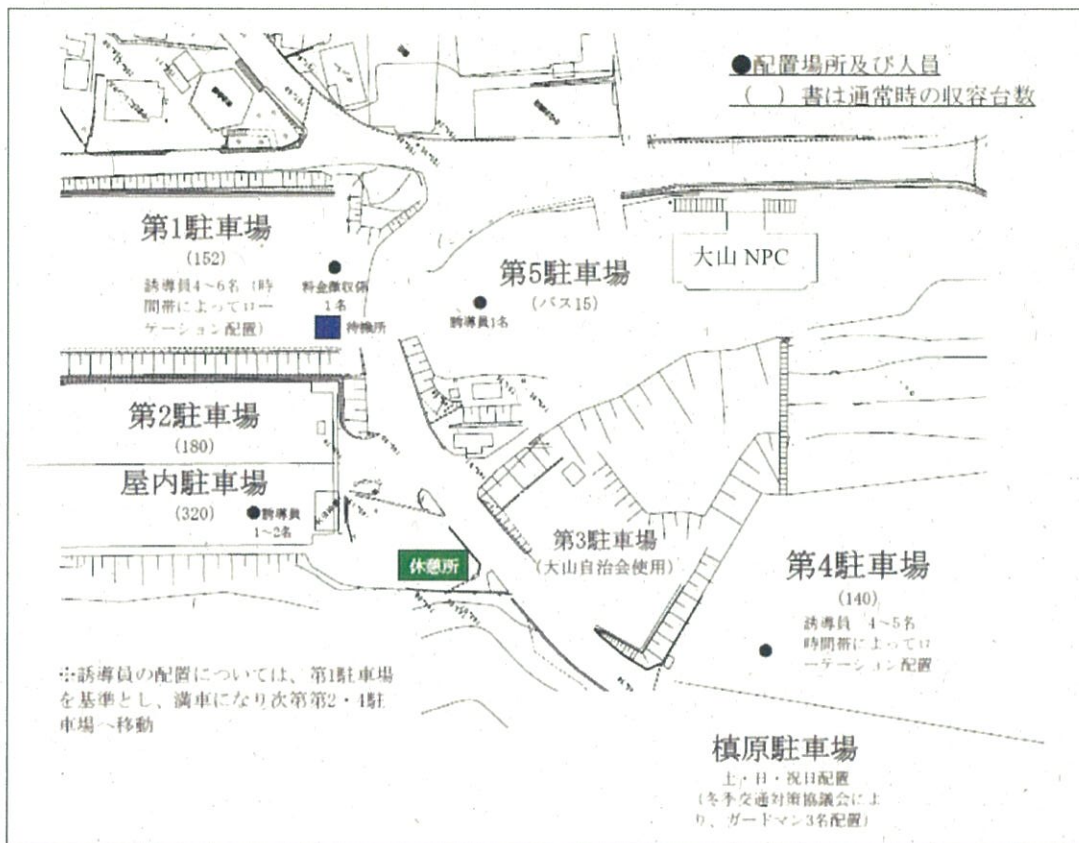 ●配置場所及び人員
（　）書は通常時の収容台数
第1駐車場
(152)
誘導員4～6名（時
間帯によってロー
テーション配置）
料金徴収係
1名
待機所
第5駐車場
(バス15)
誘導員1名
大山 NPC
第2駐車場
(180)
屋内駐車場
(320)
誘導員
1～2名
休憩所
第3駐車場
(大山自治会使用)
第4駐車場
(140)
誘導員　4～5名
時間帯によってロ
ーテーション配置
※誘導員の配置については、第1駐車場
を基準とし、満車になり次第第2・4駐
車場へ移動
槙原駐車場
土・日・祝日配置
(冬季交通対策協議会によ
り、ガードマン3名配置)